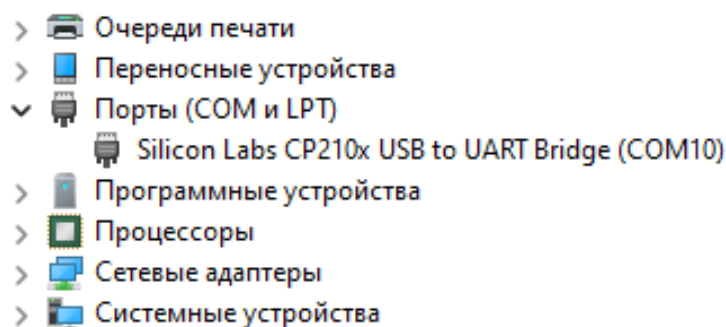 Очереди печати
Переносные устройства
Порты (COM и LPT)
Silicon Labs CP210x USB to UART Bridge (COM10)
Программные устройства
Процессоры
Сетевые адаптеры
Системные устройства